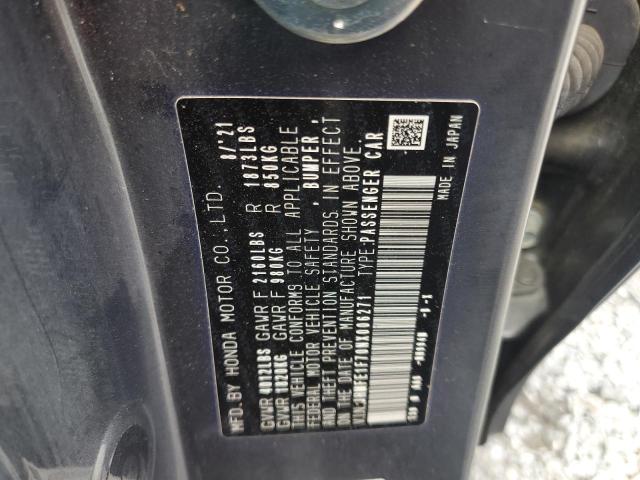 MFD. BY HONDA MOTOR CO., LTD. 8/'21
GAWR F 2160LBS R 1873LBS
GAWR F 980KG R 850KG
THIS VEHICLE CONFORMS TO ALL APPLICABLE
FEDERAL MOTOR VEHICLE SAFETY, BUMPER,
AND THEFT PREVENTION STANDARDS IN EFFECT
ON THE DATE OF MANUFACTURE SHOWN ABOVE.
TYPE:PASSENGER CAR
MADE IN JAPAN